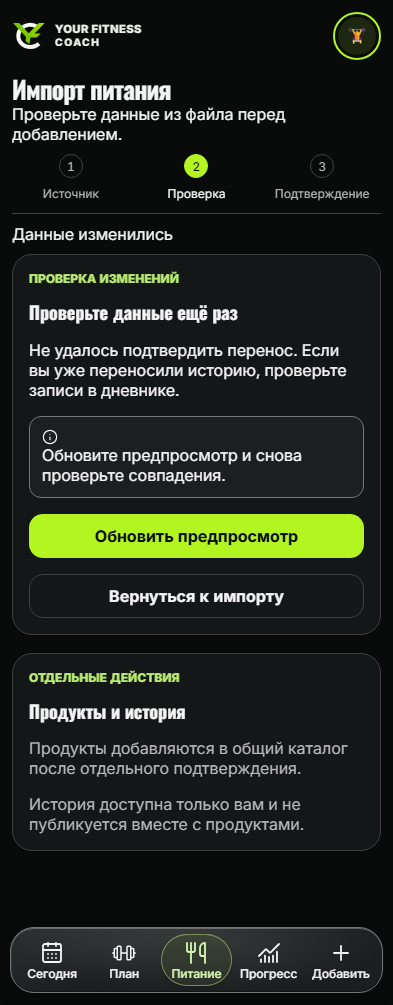 YOUR FITNESS
COACH
Импорт питания
Проверьте данные из файла перед
добавлением.
1
2
3
Источник
Проверка
Подтверждение
Данные изменились
ПРОВЕРКА ИЗМЕНЕНИЙ
Проверьте данные ещё раз
Не удалось подтвердить перенос. Если
вы уже переносили историю, проверьте
записи в дневнике.
Обновите предпросмотр и снова
проверьте совпадения.
Обновить предпросмотр
Вернуться к импорту
ОТДЕЛЬНЫЕ ДЕЙСТВИЯ
Продукты и история
Продукты добавляются в общий каталог
после отдельного подтверждения.
История доступна только вам и не
публикуется вместе с продуктами.
Сегодня
План
Питание
Прогресс
Добавить